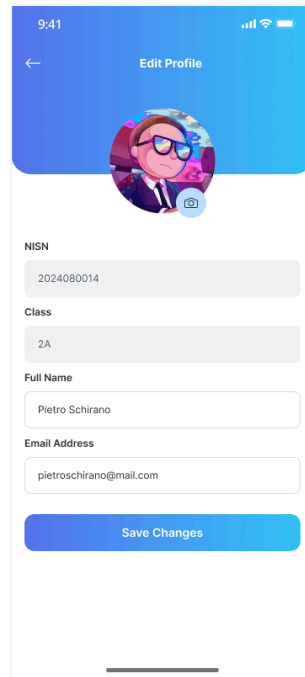 9:41
Edit Profile
NISN
2024080014
Class
2A
Full Name
Pietro Schirano
Email Address
pietroschirano@mail.com
Save Changes